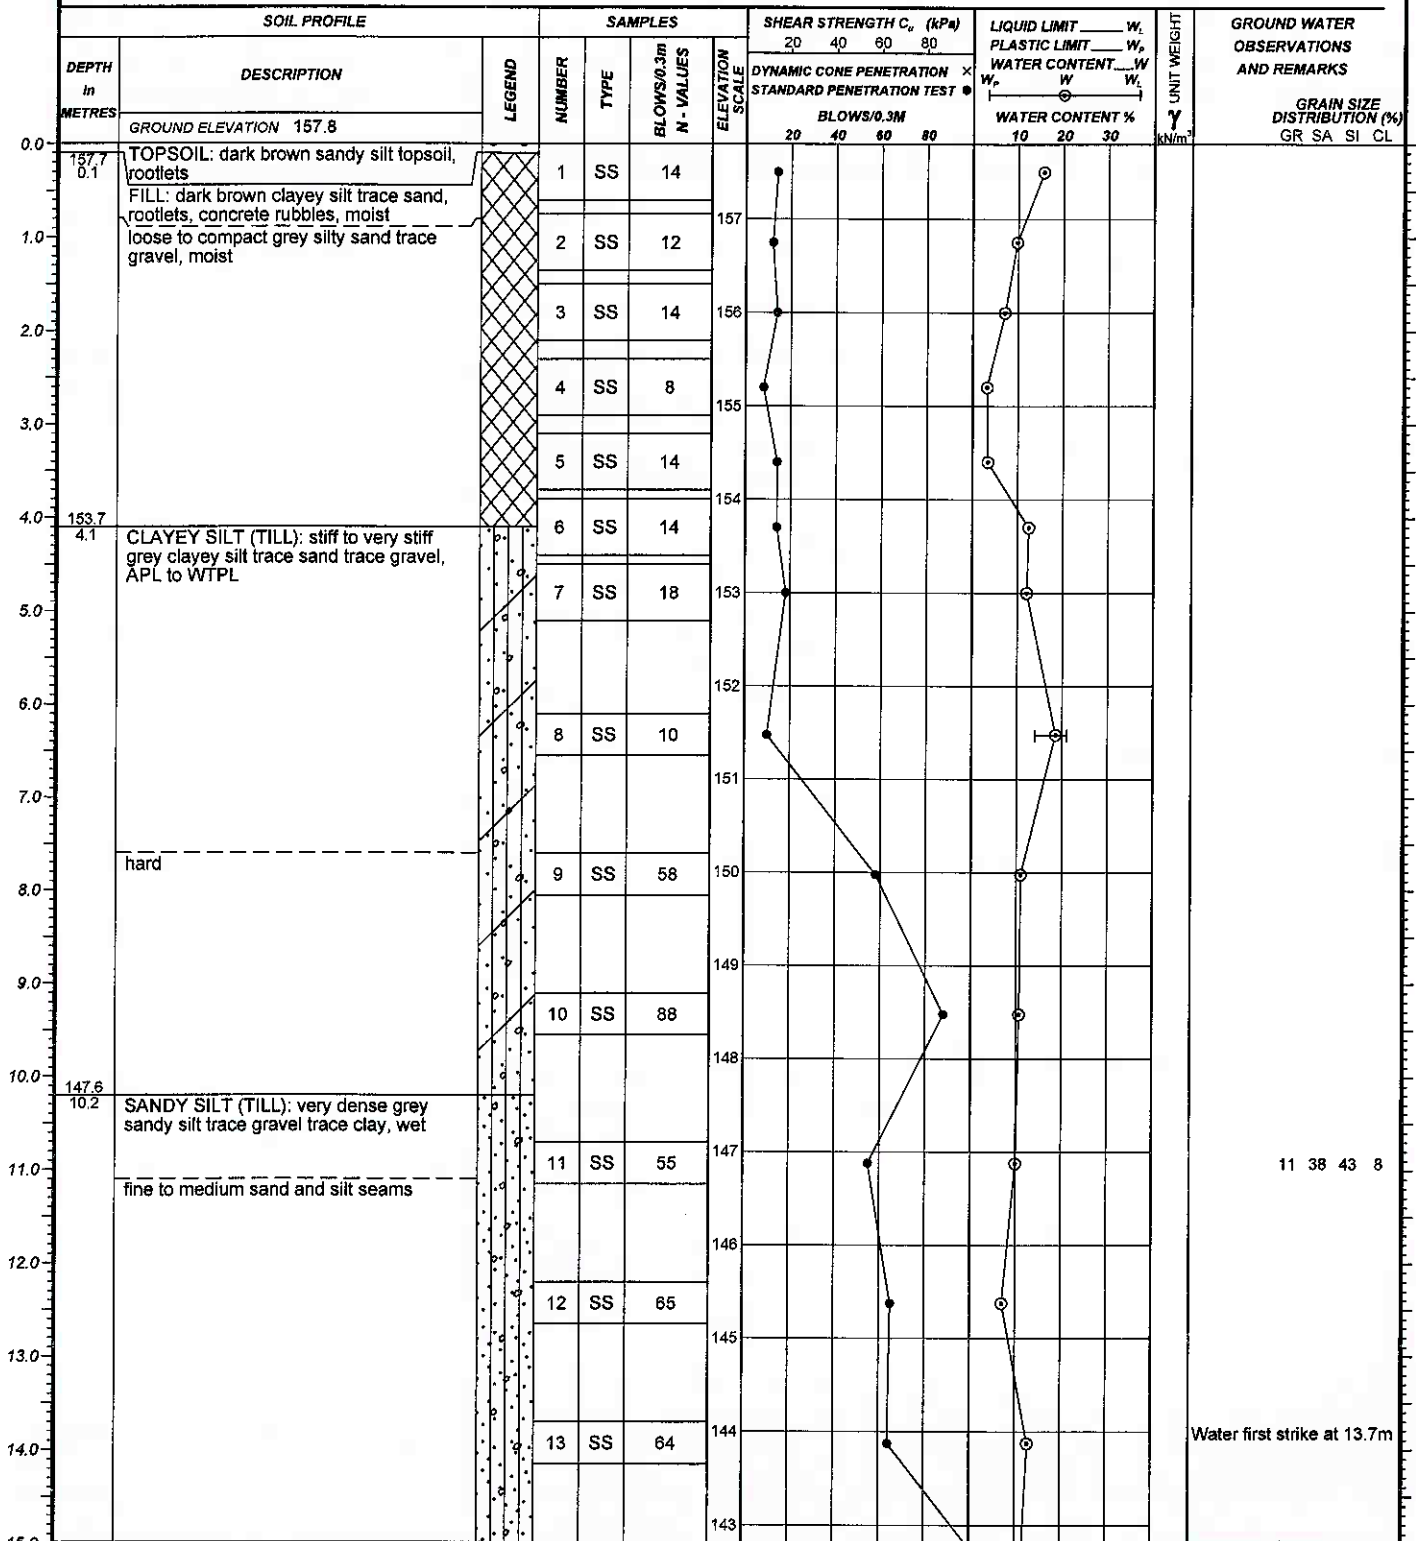 SOIL PROFILE
SAMPLES
DEPTH
in
METRES
DESCRIPTION
GROUND ELEVATION 157.8
LEGEND
NUMBER
TYPE
BLOWS/0.3m
N - VALUES
ELEVATION
SCALE
SHEAR STRENGTH Cu (kPa)
20 40 60 80
DYNAMIC CONE PENETRATION ×
STANDARD PENETRATION TEST ●
BLOWS/0.3M
20 40 60 80
LIQUID LIMIT ____ WL
PLASTIC LIMIT ____ WP
WATER CONTENT__W
WP W WL
WATER CONTENT %
10 20 30
UNIT WEIGHT
γ
kN/m³
GROUND WATER
OBSERVATIONS
AND REMARKS
GRAIN SIZE
DISTRIBUTION (%)
GR SA SI CL
0.0
157.7
0.1
TOPSOIL: dark brown sandy silt topsoil,
rootlets
FILL: dark brown clayey silt trace sand,
rootlets, concrete rubbles, moist
loose to compact grey silty sand trace
gravel, moist
1 SS 14
157
1.0
2 SS 12
3 SS 14
156
2.0
4 SS 8
155
3.0
5 SS 14
154
4.0
153.7
4.1
CLAYEY SILT (TILL): stiff to very stiff
grey clayey silt trace sand trace gravel,
APL to WTPL
6 SS 14
7 SS 18
153
5.0
152
6.0
8 SS 10
151
7.0
hard
9 SS 58
150
8.0
149
9.0
10 SS 88
148
10.0
147.6
10.2
SANDY SILT (TILL): very dense grey
sandy silt trace gravel trace clay, wet
147
11.0
11 SS 55
11 38 43 8
fine to medium sand and silt seams
146
12.0
12 SS 65
145
13.0
144
13 SS 64
Water first strike at 13.7m
14.0
143
15.0